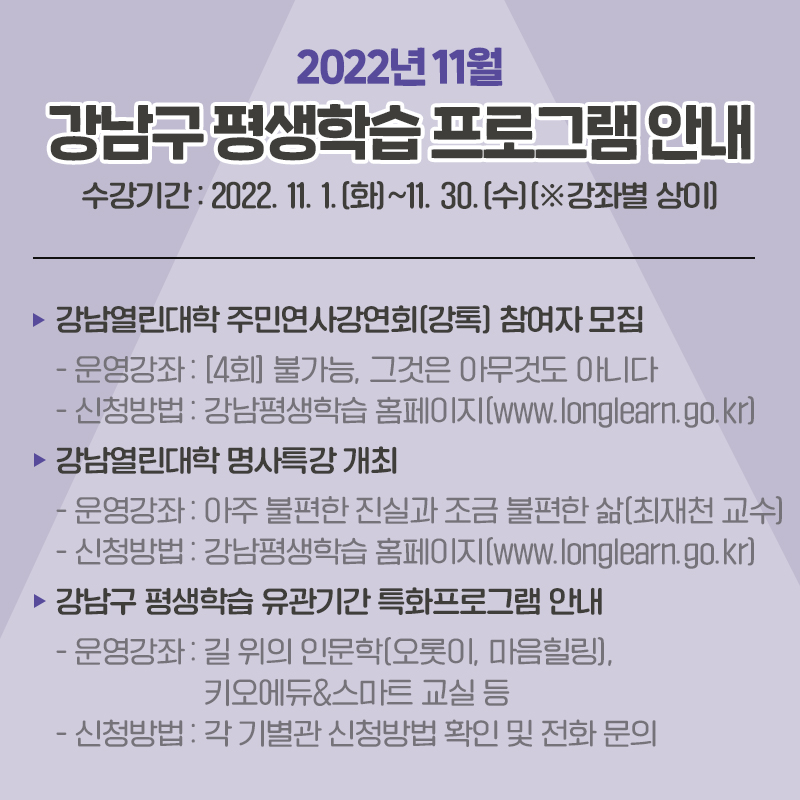 2022년 11월
강남구 평생학습 프로그램 안내
수강기간 : 2022. 11. 1.(화)~11. 30.(수)(※강좌별 상이)
▶ 강남열린대학 주민연사강연회(강톡) 참여자 모집
- 운영강좌 : [4회] 불가능, 그것은 아무것도 아니다
- 신청방법 : 강남평생학습 홈페이지(www.longlearn.go.kr)
▶ 강남열린대학 명사특강 개최
- 운영강좌 : 아주 불편한 진실과 조금 불편한 삶(최재천 교수)
- 신청방법 : 강남평생학습 홈페이지(www.longlearn.go.kr)
▶ 강남구 평생학습 유관기간 특화프로그램 안내
- 운영강좌 : 길 위의 인문학(오롯이, 마음힐링),
키오에듀&스마트 교실 등
- 신청방법 : 각 기별관 신청방법 확인 및 전화 문의